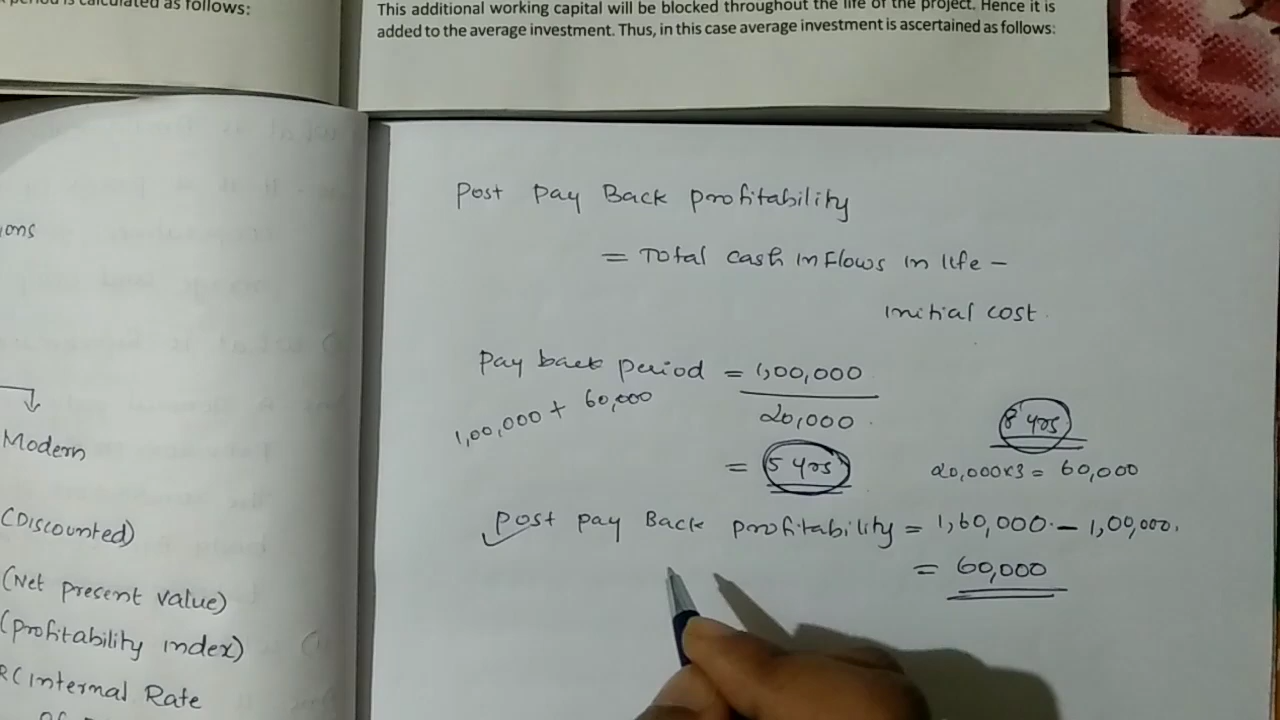 is calculated as follows:
This additional working capital will be blocked throughout the life of the project. Hence it is
added to the average investment. Thus, in this case average investment is ascertained as follows:
ions
Modern
(Discounted)
(Net present value)
(profitability index)
R(internal Rate
Post Pay Back profitability
= Total cash inflows in life -
initial cost.
Pay back period = 1,00,000
20,000
1,00,000 + 60,000
= 5 yrs
8 yrs
20,000x3 = 60,000
Post pay Back profitability = 1,60,000 - 1,00,000.
= 60,000